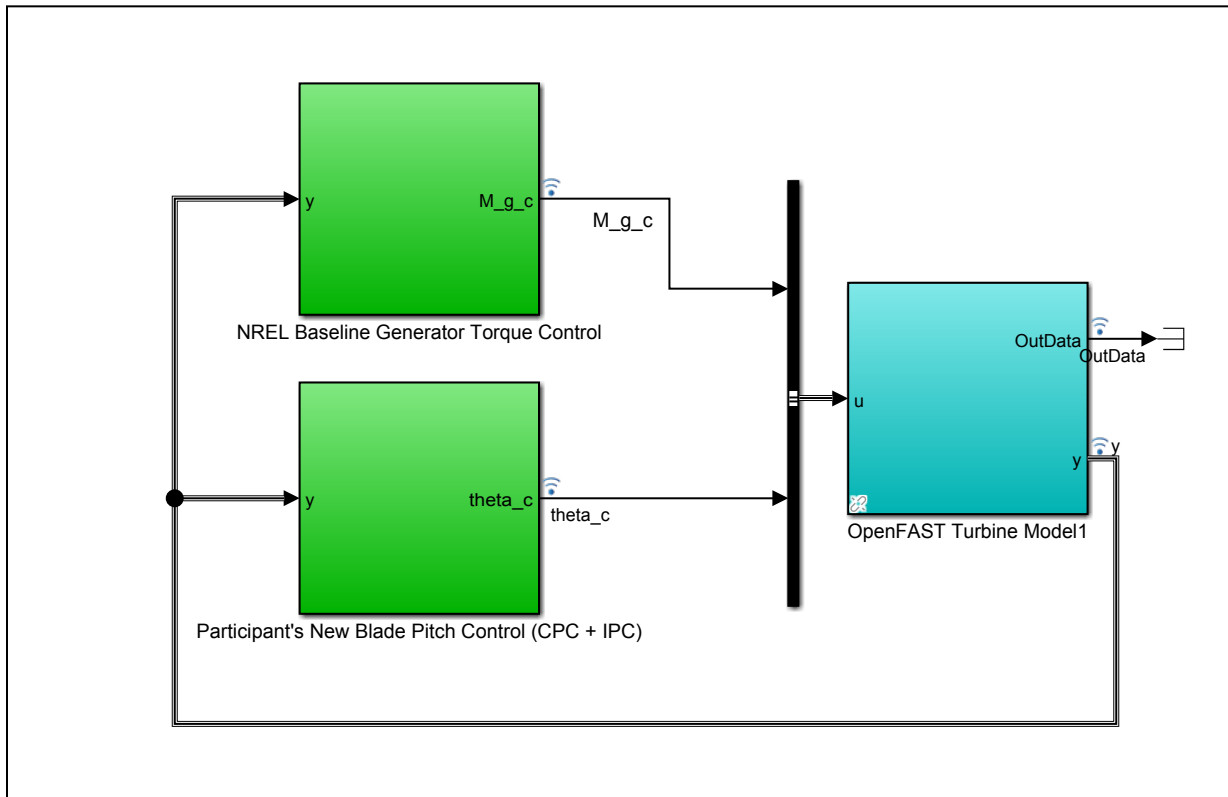 y
M_g_c
M_g_c
NREL Baseline Generator Torque Control
y
theta_c
theta_c
Participant's New Blade Pitch Control (CPC + IPC)
u
OutData
OutData
y
y
OpenFAST Turbine Model1